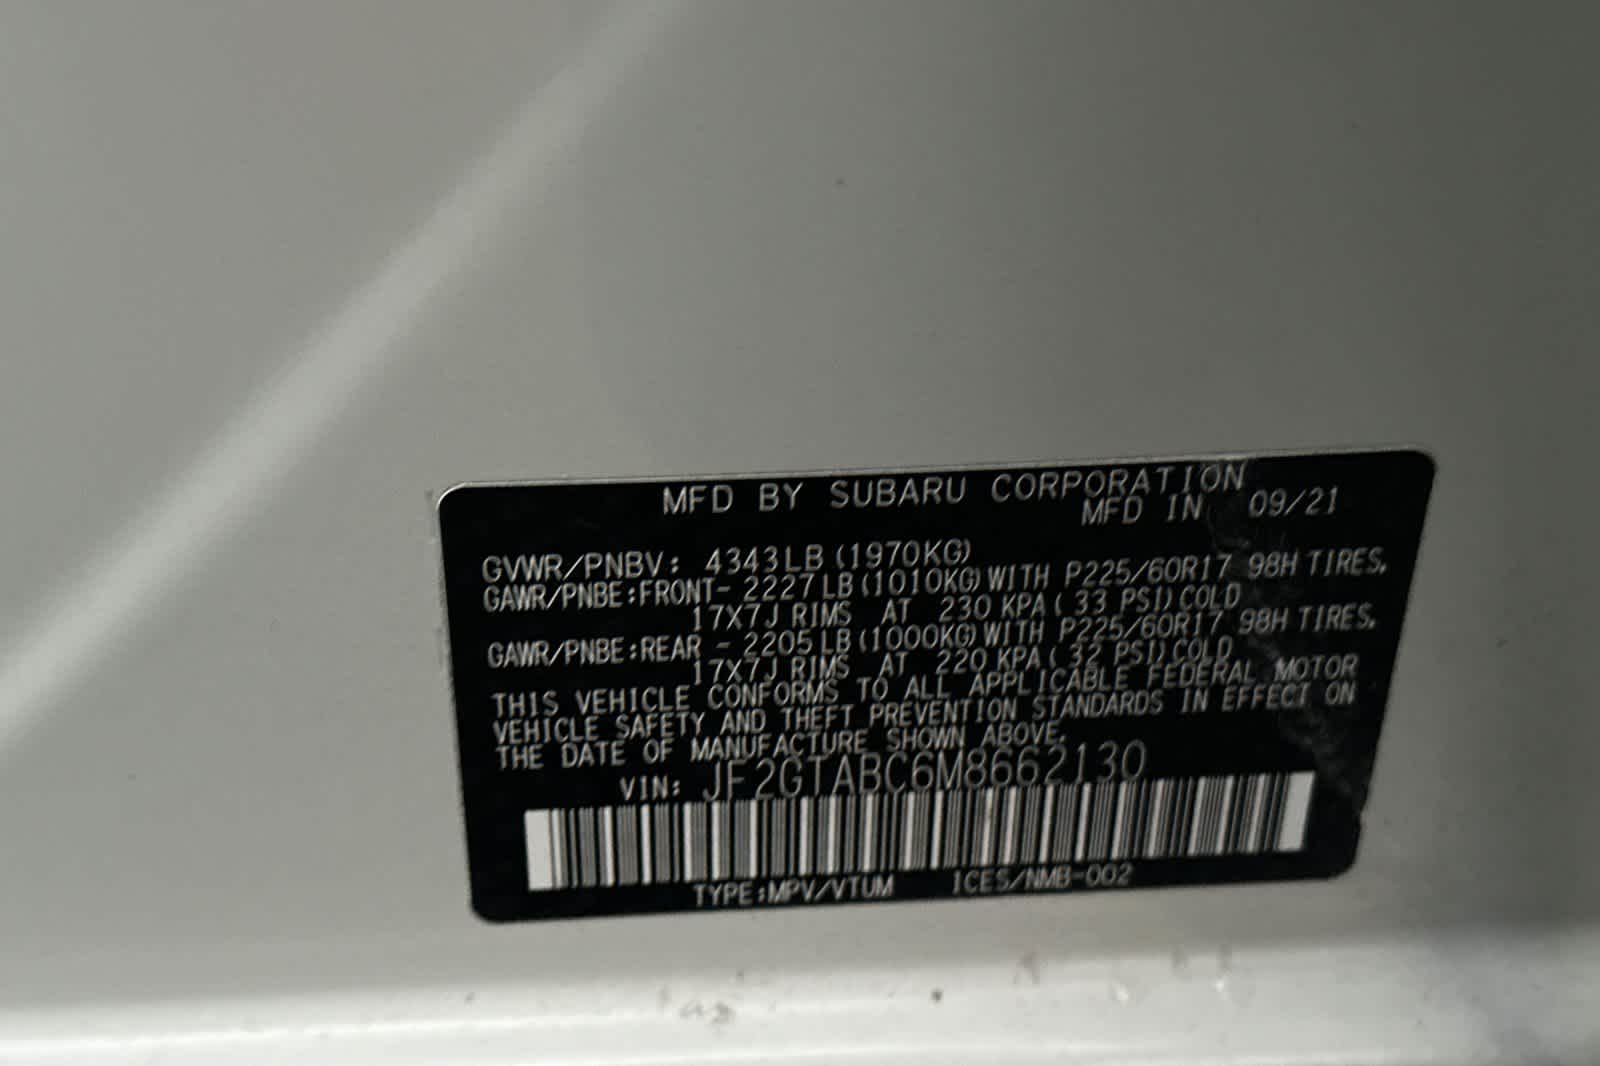 MFD BY SUBARU CORPORATION
MFD IN 09/21
GVWR/PNBV: 4343LB (1970KG)
GAWR/PNBE:FRONT- 2227LB (1010KG) WITH P225/60R17 98H TIRES,
17X7J RIMS AT 230 KPA( 33 PSI) COLD
GAWR/PNBE:REAR - 2205LB (1000KG) WITH P225/60R17 98H TIRES,
17X7J RIMS AT 220 KPA( 32 PSI) COLD
THIS VEHICLE CONFORMS TO ALL APPLICABLE FEDERAL MOTOR
VEHICLE SAFETY AND THEFT PREVENTION STANDARDS IN EFFECT ON
THE DATE OF MANUFACTURE SHOWN ABOVE.
VIN: JF2GTABC6M8662130
TYPE:MPV/VTUM ICES/NMB-002